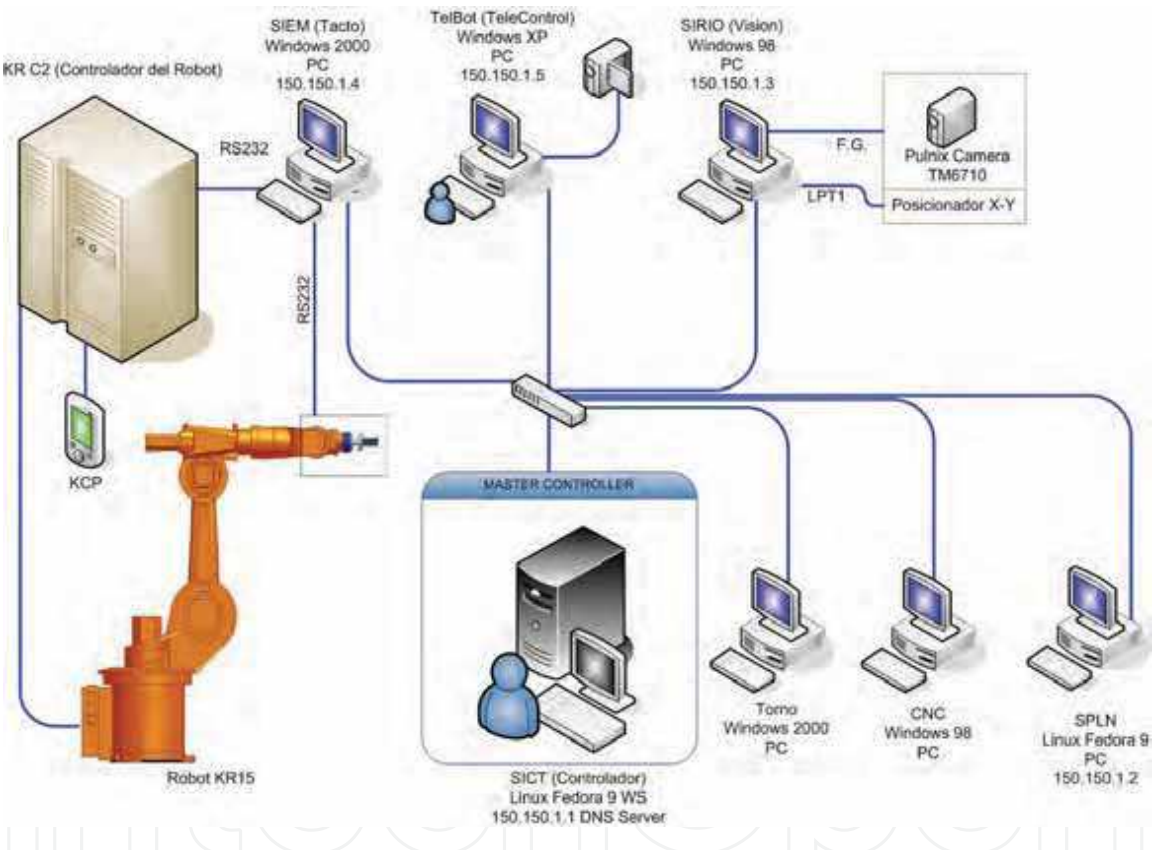 SIEM (Tacto)
Windows 2000
PC
150.150.1.4
TelBot (TeleControl)
Windows XP
PC
150.150.1.5
SIRIO (Vision)
Windows 98
PC
150.150.1.3
KR C2 (Controlador del Robot)
RS232
F.G.
Pulnix Camera
TM6710
LPT1
Posicionador X-Y
RS232
KCP
MASTER CONTROLLER
Robot KR15
SICT (Controlador)
Linux Fedora 9 WS
150.150.1.1 DNS Server
Torno
Windows 2000
PC
CNC
Windows 98
PC
SPLN
Linux Fedora 9
PC
150.150.1.2